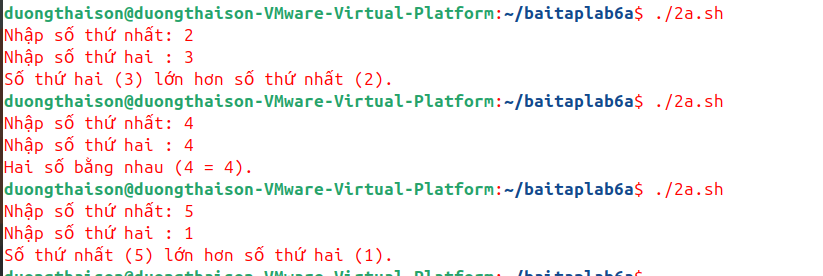 duongthaison@duongthaison-VMware-Virtual-Platform:~/baitaplab6a$ ./2a.sh
Nhập số thứ nhất: 2
Nhập số thứ hai : 3
Số thứ hai (3) lớn hơn số thứ nhất (2).
duongthaison@duongthaison-VMware-Virtual-Platform:~/baitaplab6a$ ./2a.sh
Nhập số thứ nhất: 4
Nhập số thứ hai : 4
Hai số bằng nhau (4 = 4).
duongthaison@duongthaison-VMware-Virtual-Platform:~/baitaplab6a$ ./2a.sh
Nhập số thứ nhất: 5
Nhập số thứ hai : 1
Số thứ nhất (5) lớn hơn số thứ hai (1).